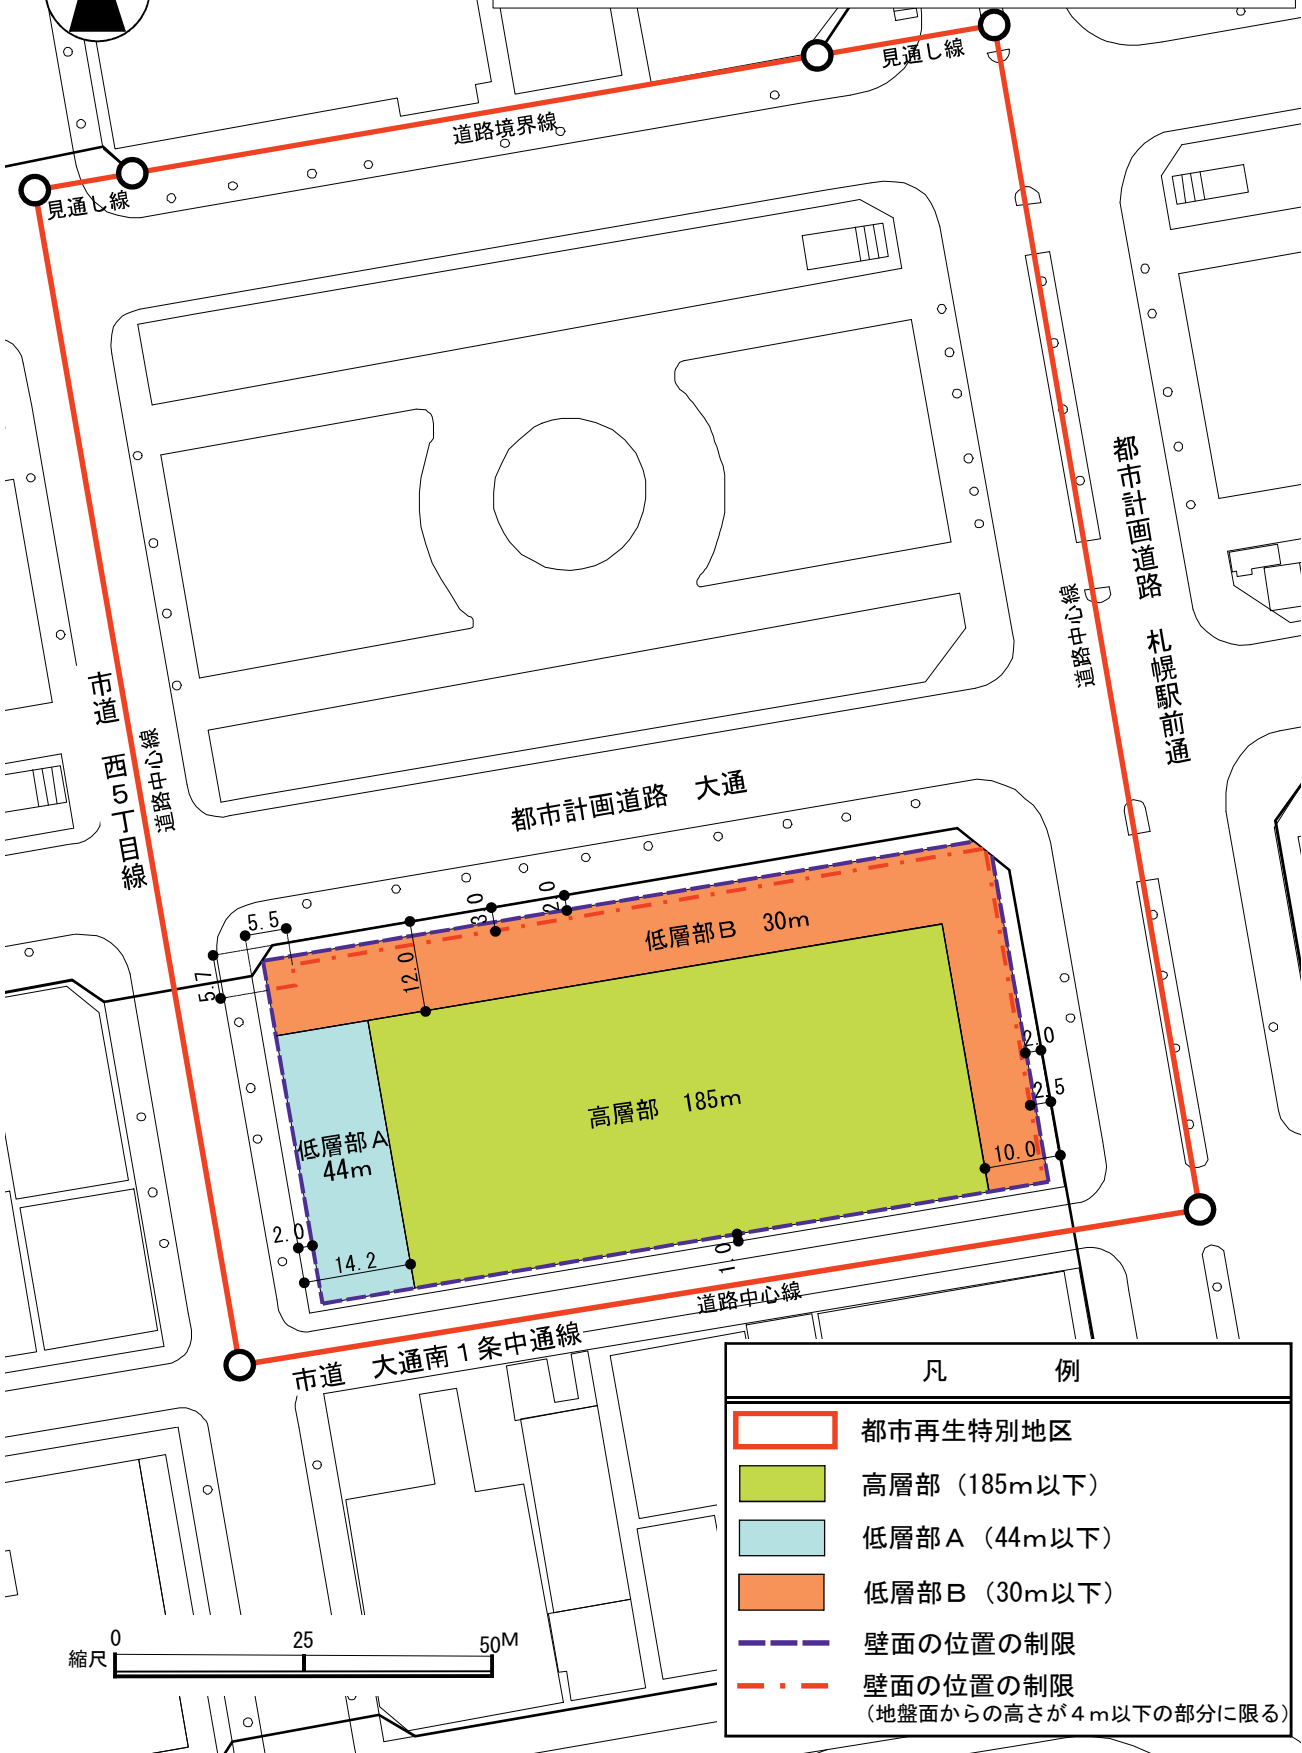 見通し線
道路境界線
見通し線
都市計画道路　札幌駅前通
道路中心線
市道　西５丁目線
道路中心線
都市計画道路　大通
5.5
5.7
3.0
2.0
12.0
低層部Ｂ　30ｍ
高層部　185ｍ
低層部Ａ
44ｍ
2.0
2.5
10.0
2.0
14.2
1.0
道路中心線
市道　大通南１条中通線
凡　例
都市再生特別地区
高層部（185ｍ以下）
低層部Ａ（44ｍ以下）
低層部Ｂ（30ｍ以下）
壁面の位置の制限
壁面の位置の制限
（地盤面からの高さが４ｍ以下の部分に限る）
縮尺
0 25 50M